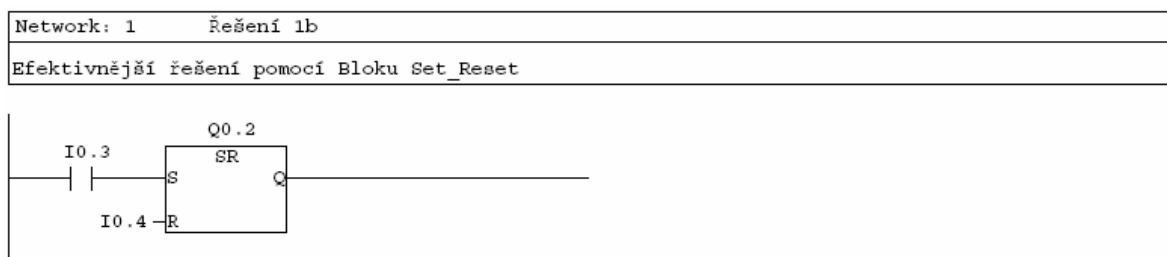 Network: 1 Řešení 1b
Efektivnější řešení pomocí Bloku Set_Reset
Q0.2
I0.3
SR
S Q
I0.4 R